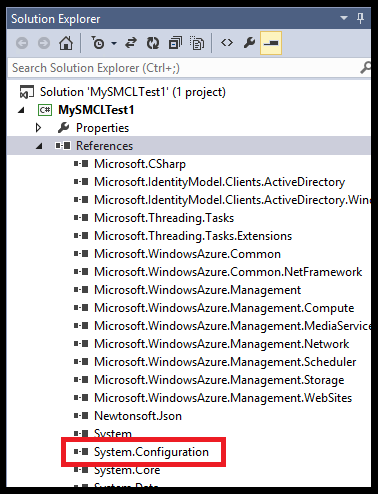 Solution Explorer
Search Solution Explorer (Ctrl+;)
Solution 'MySMCLTest1' (1 project)
C# MySMCLTest1
Properties
References
Microsoft.CSharp
Microsoft.IdentityModel.Clients.ActiveDirectory
Microsoft.IdentityModel.Clients.ActiveDirectory.Wind
Microsoft.Threading.Tasks
Microsoft.Threading.Tasks.Extensions
Microsoft.WindowsAzure.Common
Microsoft.WindowsAzure.Common.NetFramework
Microsoft.WindowsAzure.Management
Microsoft.WindowsAzure.Management.Compute
Microsoft.WindowsAzure.Management.MediaService
Microsoft.WindowsAzure.Management.Network
Microsoft.WindowsAzure.Management.Scheduler
Microsoft.WindowsAzure.Management.Storage
Microsoft.WindowsAzure.Management.WebSites
Newtonsoft.Json
System
System.Configuration
System.Core
System.Data